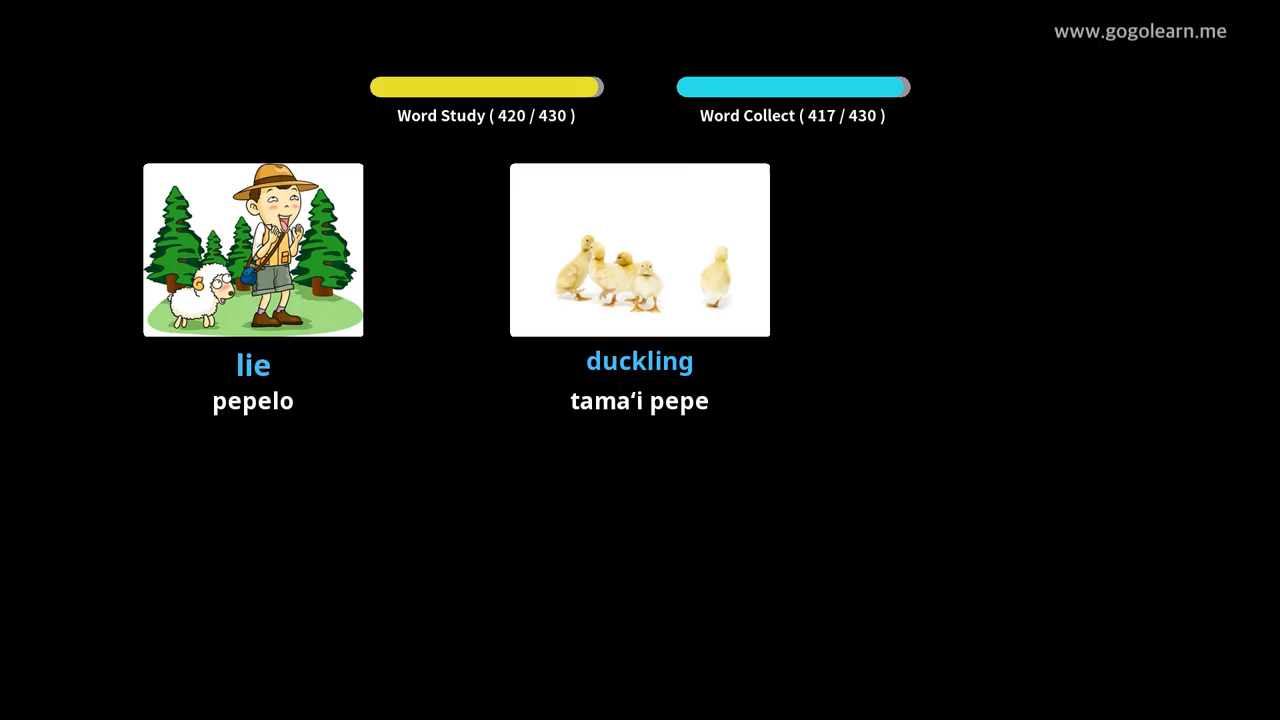 www.gogolearn.me
Word Study ( 420 / 430 )
Word Collect ( 417 / 430 )
lie
pepelo
duckling
tamaʻi pepe